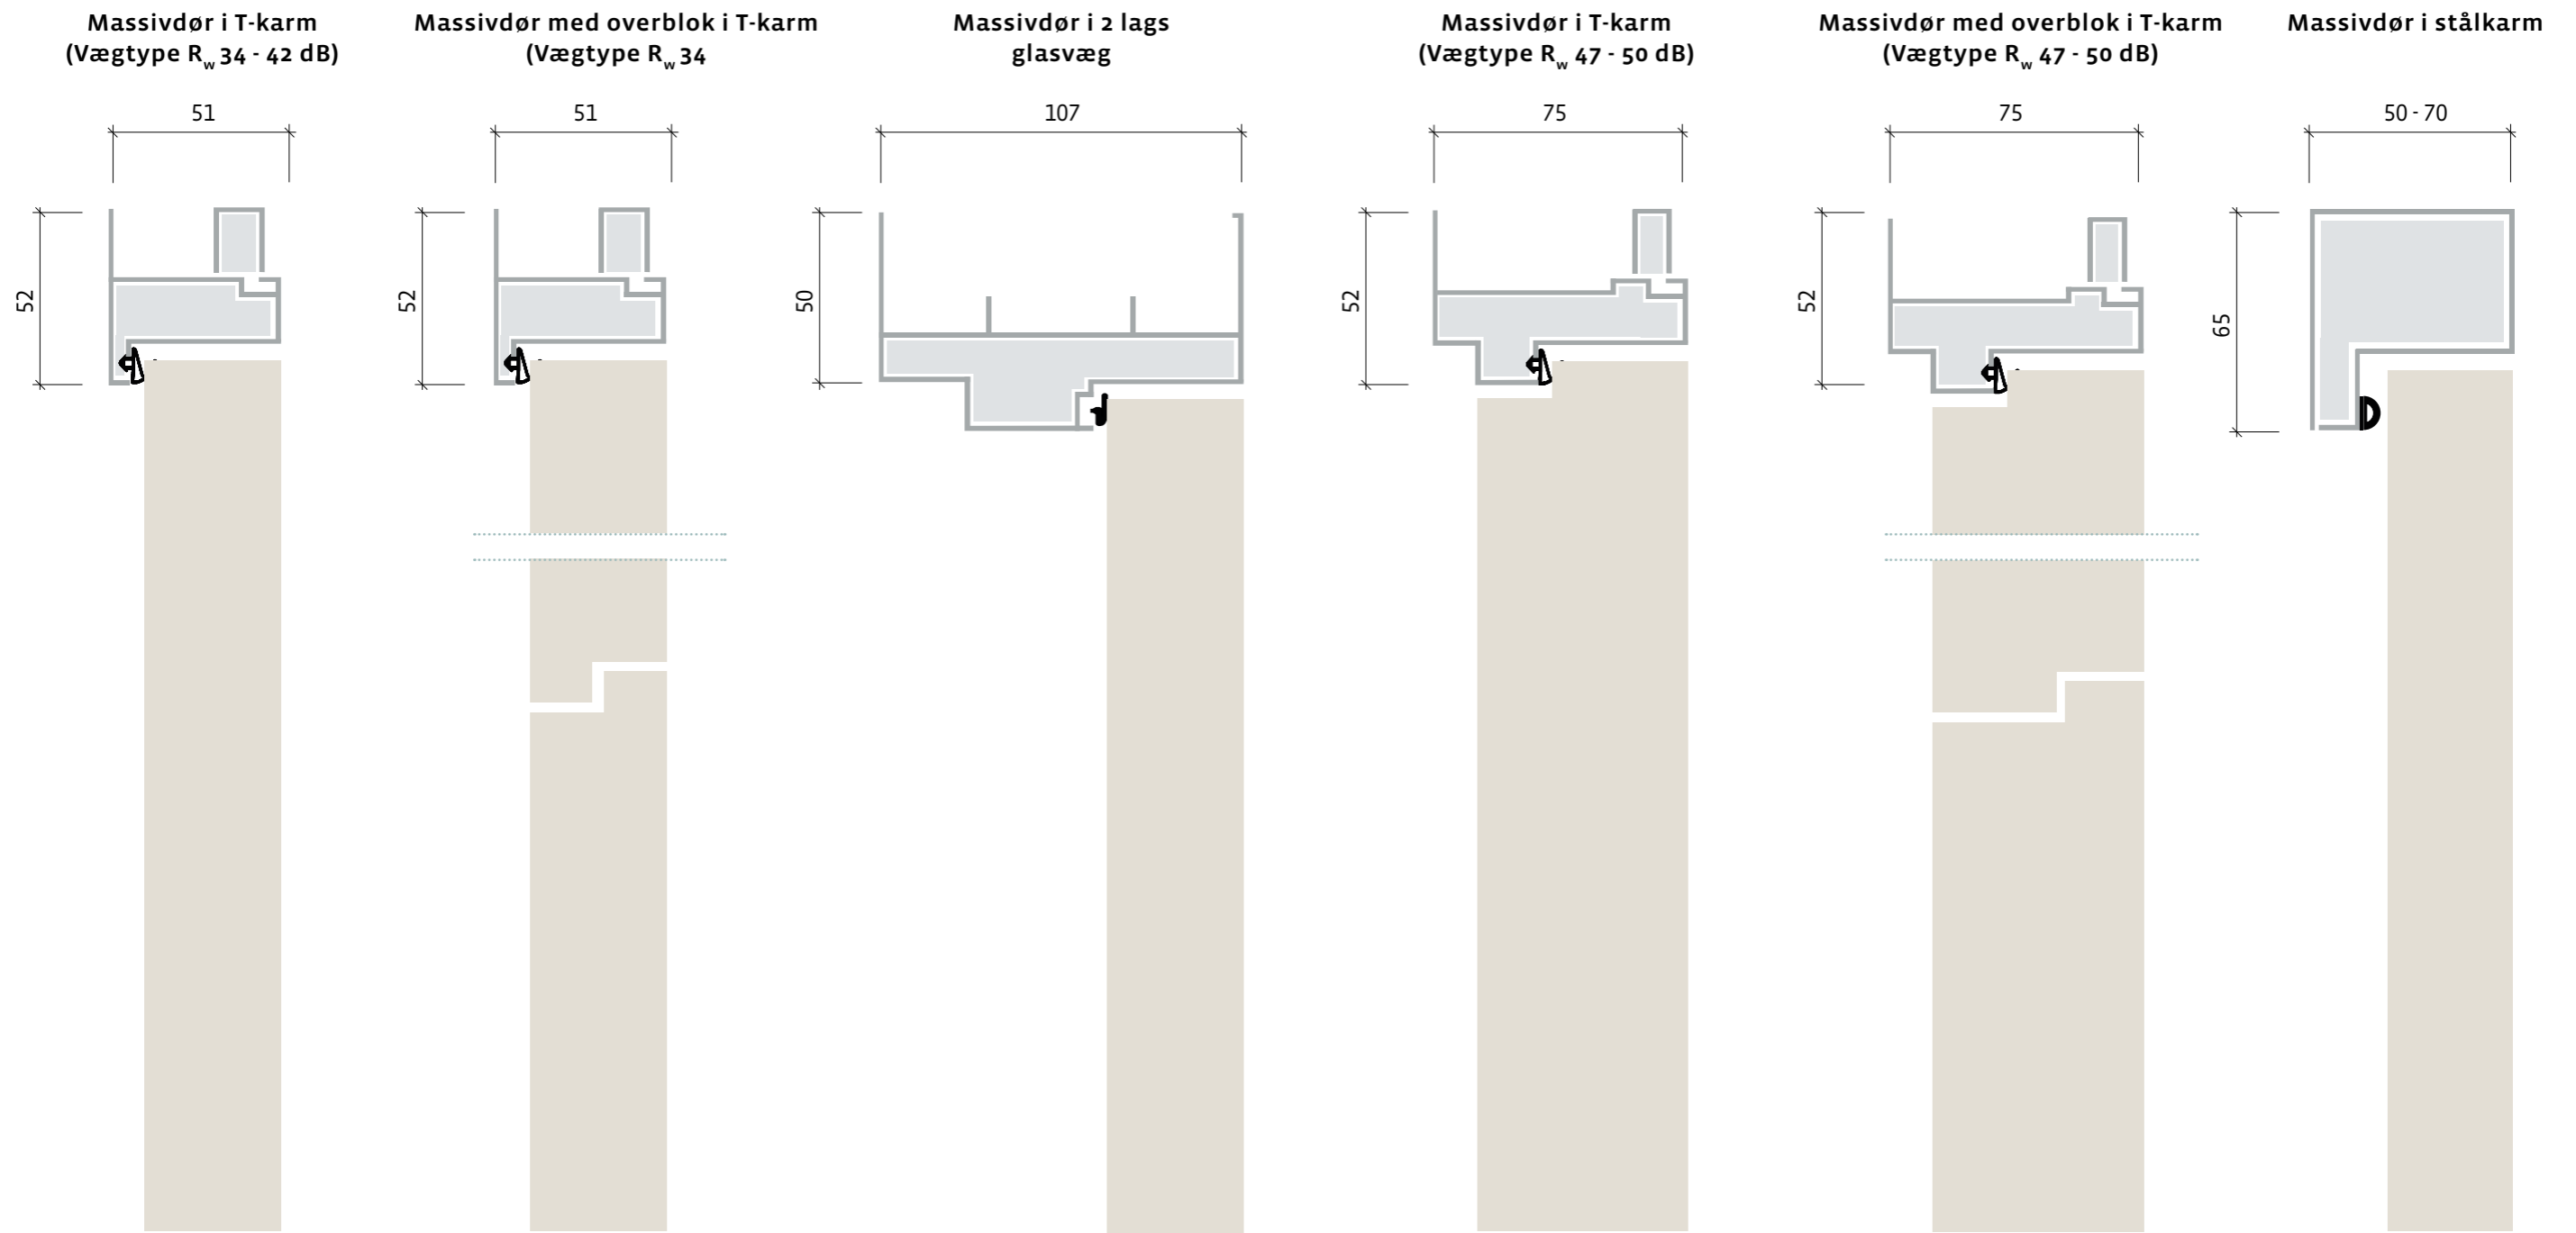 Massivdør i T-karm
(Vægtype Rw 34 - 42 dB)
Massivdør med overblok i T-karm
(Vægtype Rw 34
Massivdør i 2 lags
glasvæg
Massivdør i T-karm
(Vægtype Rw 47 - 50 dB)
Massivdør med overblok i T-karm
(Vægtype Rw 47 - 50 dB)
Massivdør i stålkarm
51
51
107
75
75
50 - 70
52
52
50
52
52
65